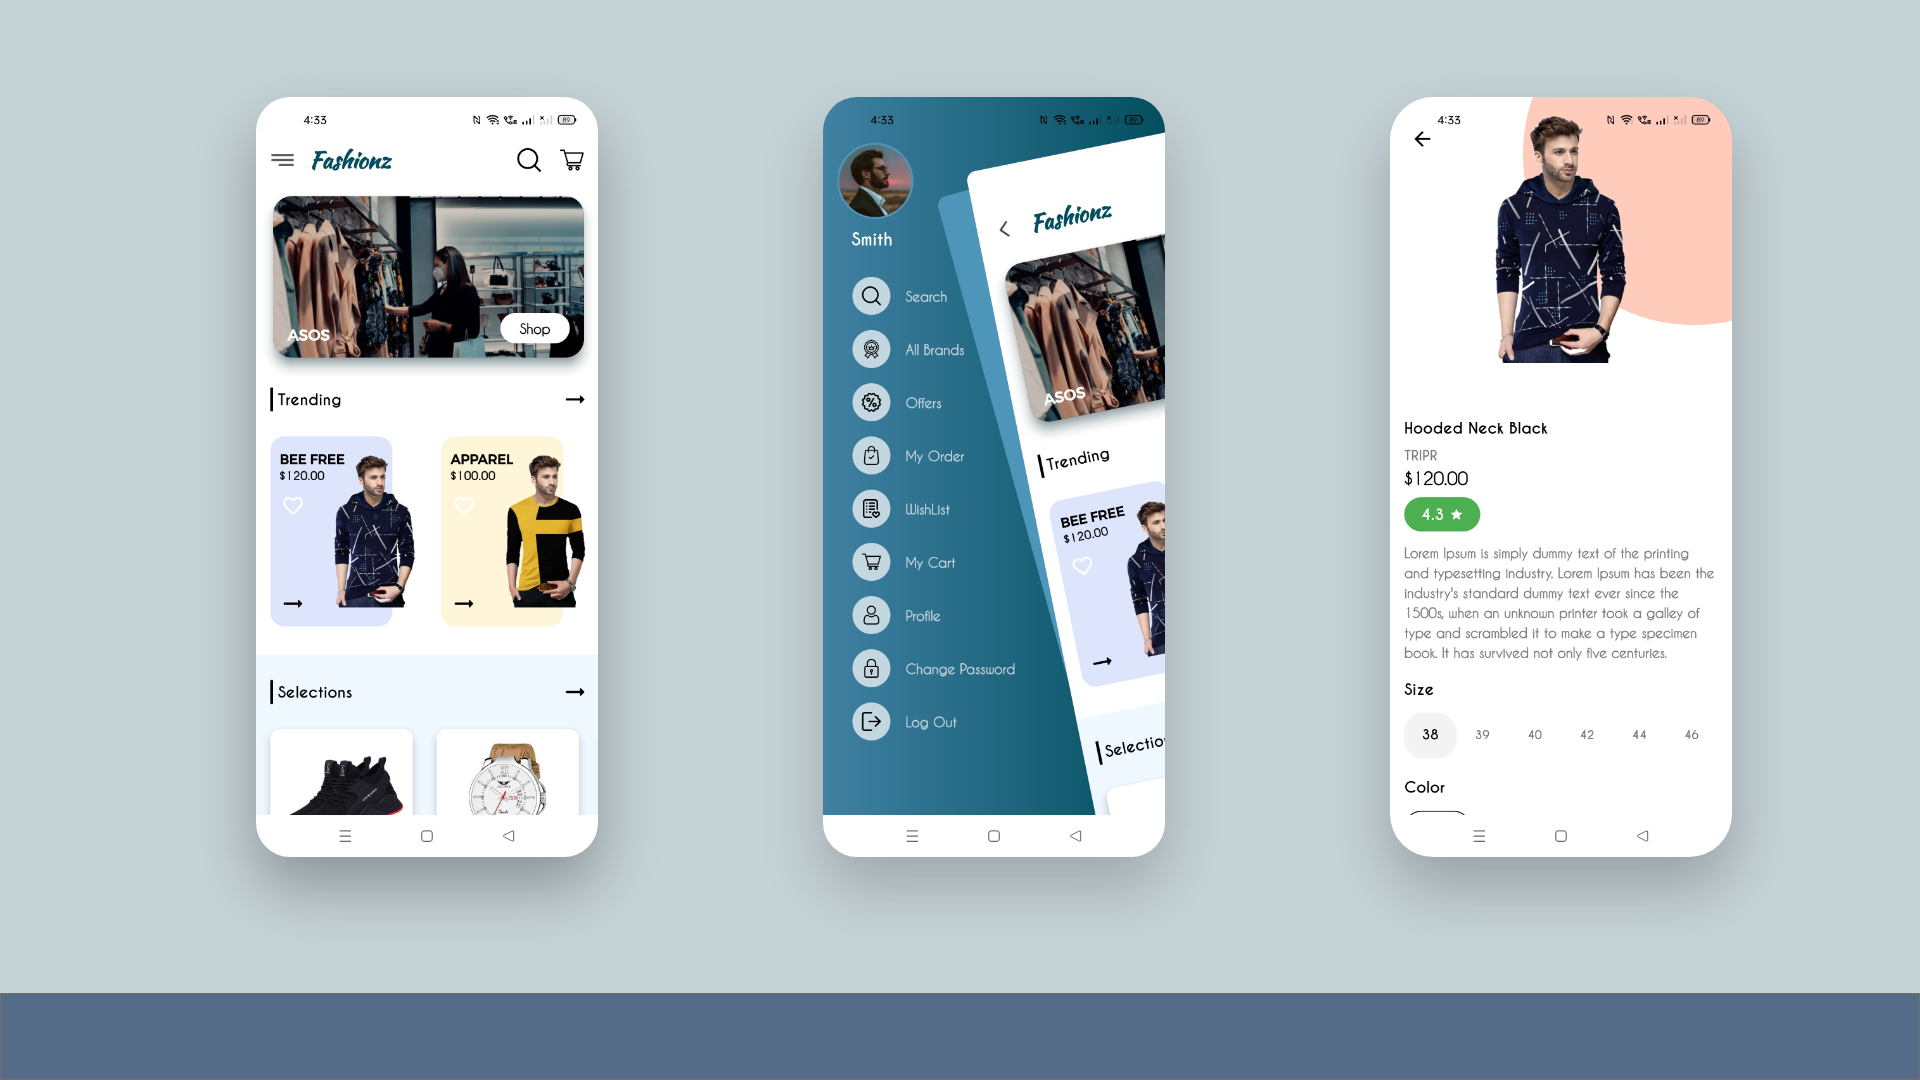 4:33
89
Fashionz
ASOS
Shop
Trending
BEE FREE
$120.00
APPAREL
$100.00
Selections
4:33
89
Smith
Search
All Brands
Offers
My Order
WishList
My Cart
Profile
Change Password
Log Out
Fashionz
ASOS
Trending
BEE FREE
$120.00
Selectio
4:33
89
Hooded Neck Black
TRIPR
$120.00
4.3
Lorem Ipsum is simply dummy text of the printing
and typesetting industry. Lorem Ipsum has been the
industry's standard dummy text ever since the
1500s, when an unknown printer took a galley of
type and scrambled it to make a type specimen
book. It has survived not only five centuries.
Size
38 39 40 42 44 46
Color